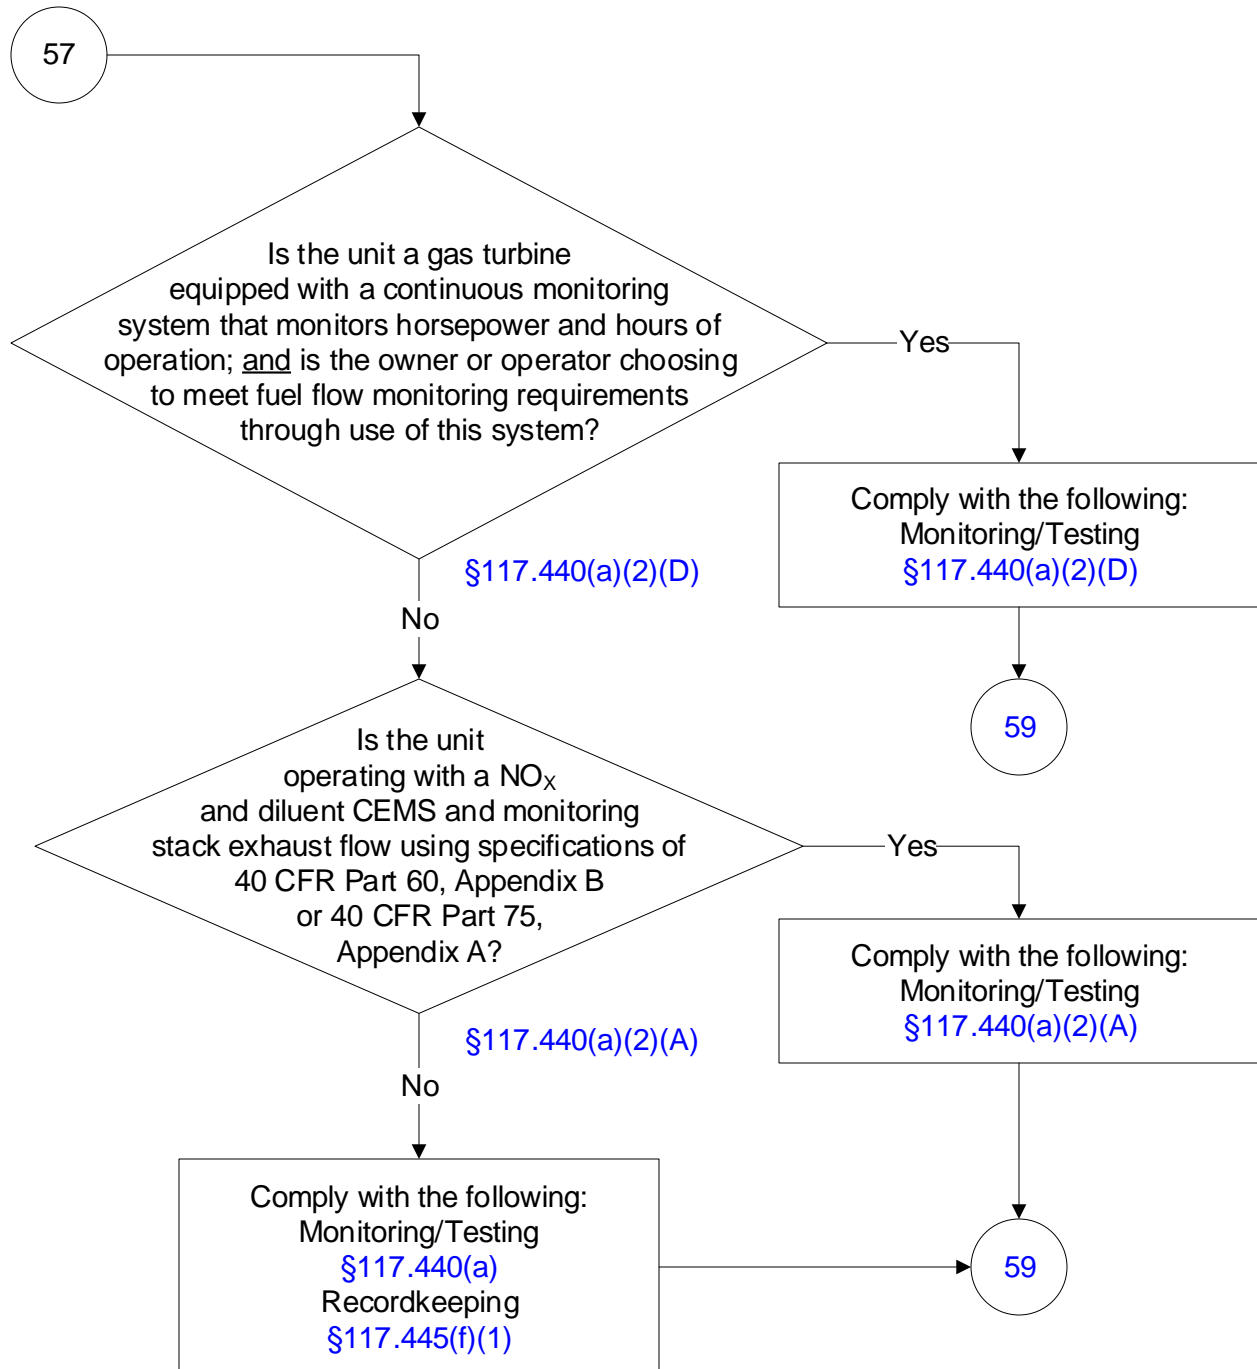 57
Is the unit a gas turbine
equipped with a continuous monitoring
system that monitors horsepower and hours of
operation; and is the owner or operator choosing
to meet fuel flow monitoring requirements
through use of this system?
Yes
Comply with the following:
Monitoring/Testing
§117.440(a)(2)(D)
§117.440(a)(2)(D)
No
59
Is the unit
operating with a NOX
and diluent CEMS and monitoring
stack exhaust flow using specifications of
40 CFR Part 60, Appendix B
or 40 CFR Part 75,
Appendix A?
Yes
Comply with the following:
Monitoring/Testing
§117.440(a)(2)(A)
§117.440(a)(2)(A)
No
Comply with the following:
Monitoring/Testing
§117.440(a)
Recordkeeping
§117.445(f)(1)
59